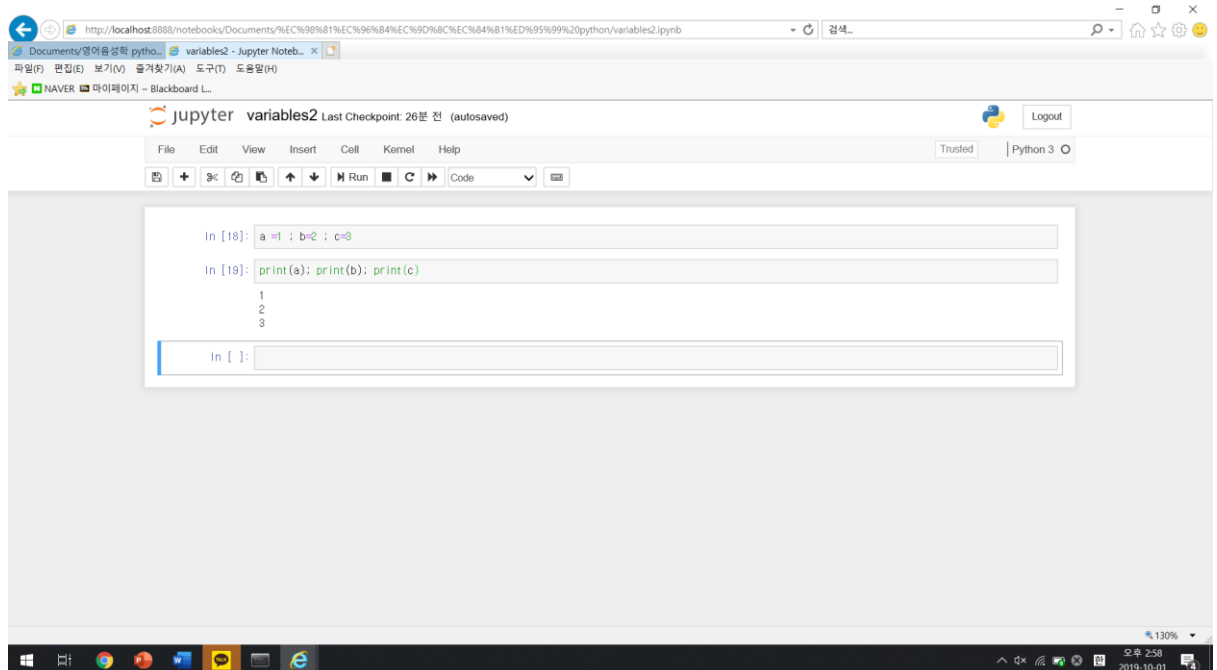 http://localhost:8888/notebooks/Documents/%EC%98%81%EC%96%B4%EC%9D%8C%EC%84%B1%ED%95%99%20python/variables2.ipynb
검색...
Documents/영어음성학 pytho...
variables2 - Jupyter Noteb...
파일(F) 편집(E) 보기(V) 즐겨찾기(A) 도구(T) 도움말(H)
NAVER 마이페이지 – Blackboard L...
jupyter variables2 Last Checkpoint: 26분 전 (autosaved)
Logout
File Edit View Insert Cell Kernel Help
Trusted Python 3
Run Code
In [18]: a =1 ; b=2 ; c=3
In [19]: print(a); print(b); print(c)
1
2
3
In [ ]:
130%
오후 2:58
2019-10-01